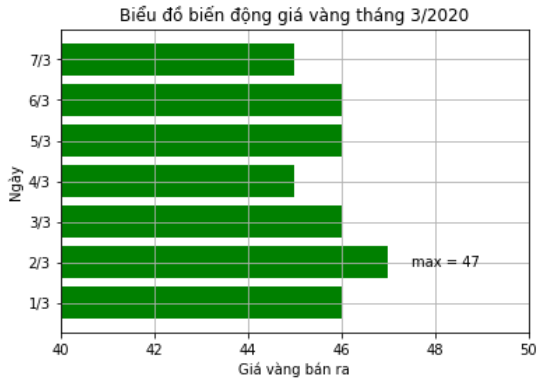 Biểu đồ biến động giá vàng tháng 3/2020
7/3
6/3
5/3
4/3
3/3
2/3
1/3
Ngày
max = 47
40 42 44 46 48 50
Giá vàng bán ra